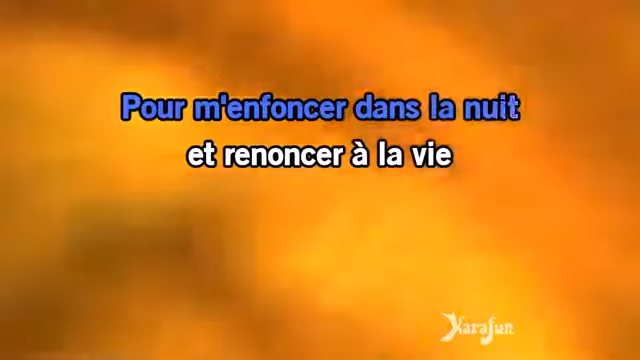 Pour m'enfoncer dans la nuit
et renoncer à la vie
Karafun